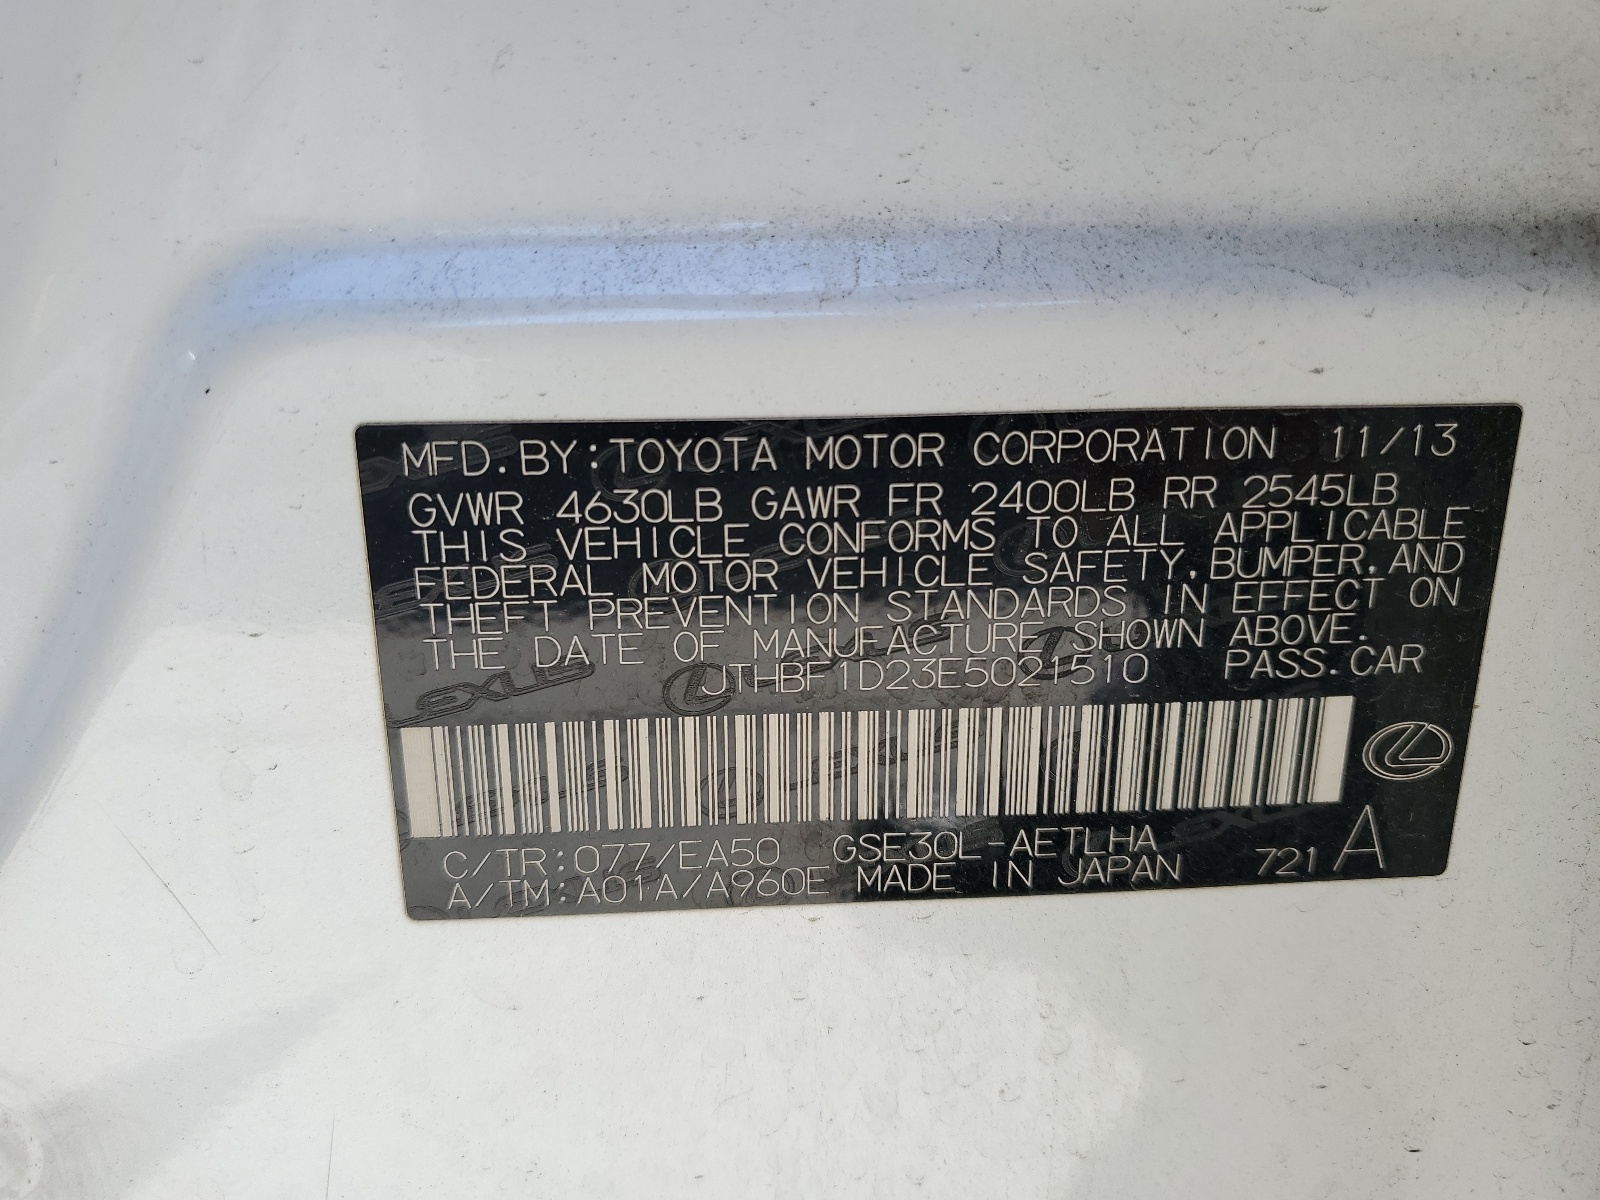 MFD. BY: TOYOTA MOTOR CORPORATION 11/13
GVWR 4630LB GAWR FR 2400LB RR 2545LB
THIS VEHICLE CONFORMS TO ALL APPLICABLE
FEDERAL MOTOR VEHICLE SAFETY, BUMPER, AND
THEFT PREVENTION STANDARDS IN EFFECT ON
THE DATE OF MANUFACTURE SHOWN ABOVE.
JTHBF1D23E5021510 PASS. CAR
C/TR: 077/EA50 GSE30L-AETLHA
A/TM: A01A/A960E MADE IN JAPAN 721 A